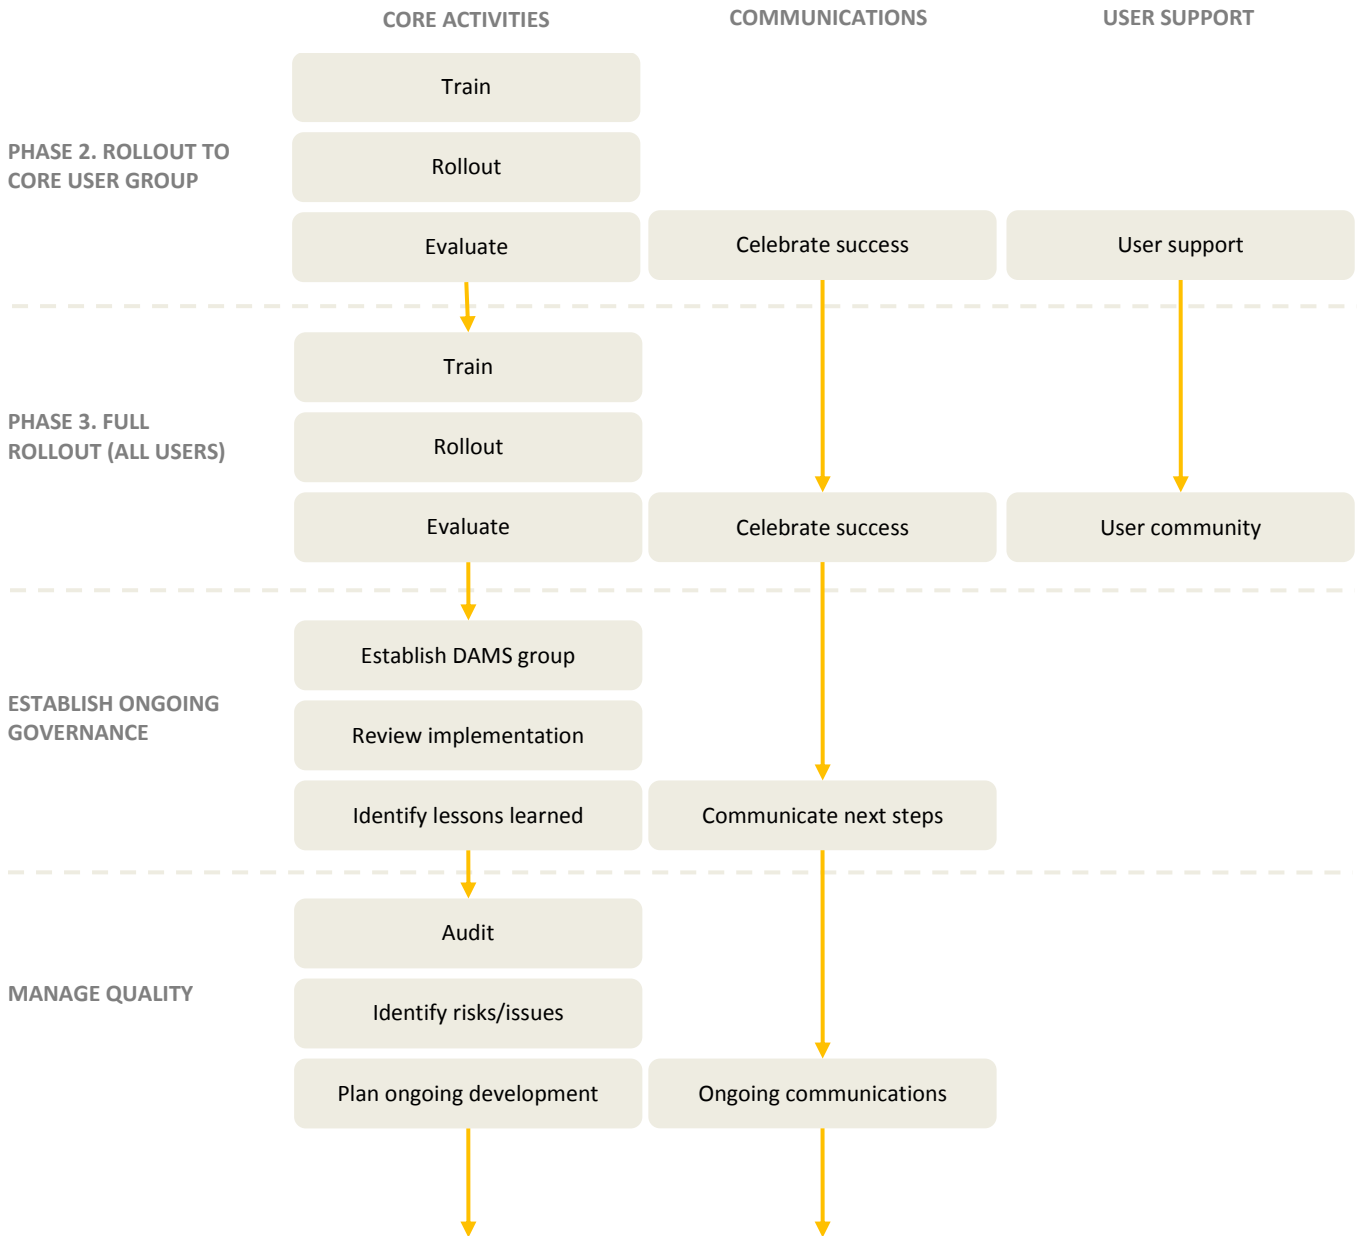 CORE ACTIVITIES
COMMUNICATIONS
USER SUPPORT
PHASE 2. ROLLOUT TO
CORE USER GROUP
Train
Rollout
Evaluate
Celebrate success
User support
PHASE 3. FULL
ROLLOUT (ALL USERS)
Train
Rollout
Evaluate
Celebrate success
User community
ESTABLISH ONGOING
GOVERNANCE
Establish DAMS group
Review implementation
Identify lessons learned
Communicate next steps
MANAGE QUALITY
Audit
Identify risks/issues
Plan ongoing development
Ongoing communications